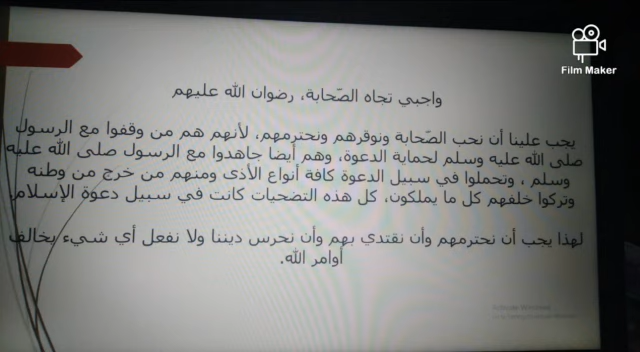 Film Maker
واجبي تجاه الصّحابة، رضوان الله عليهم
يجب علينا أن نحب الصّحابة ونوقرهم ونحترمهم، لأنهم هم من وقفوا مع الرسول
صلى الله عليه وسلم لحماية الدعوة، وهم أيضا جاهدوا مع الرسول صلى الله عليه
وسلم ، وتحملوا في سبيل الدعوة كافة أنواع الأذى ومنهم من خرج من وطنه
وتركوا خلفهم كل ما يملكون، كل هذه التضحيات كانت في سبيل دعوة الإسلام.
لهذا يجب أن نحترمهم وأن نقتدي بهم وأن نحرس ديننا ولا نفعل أي شيء يخالف
أوامر الله.